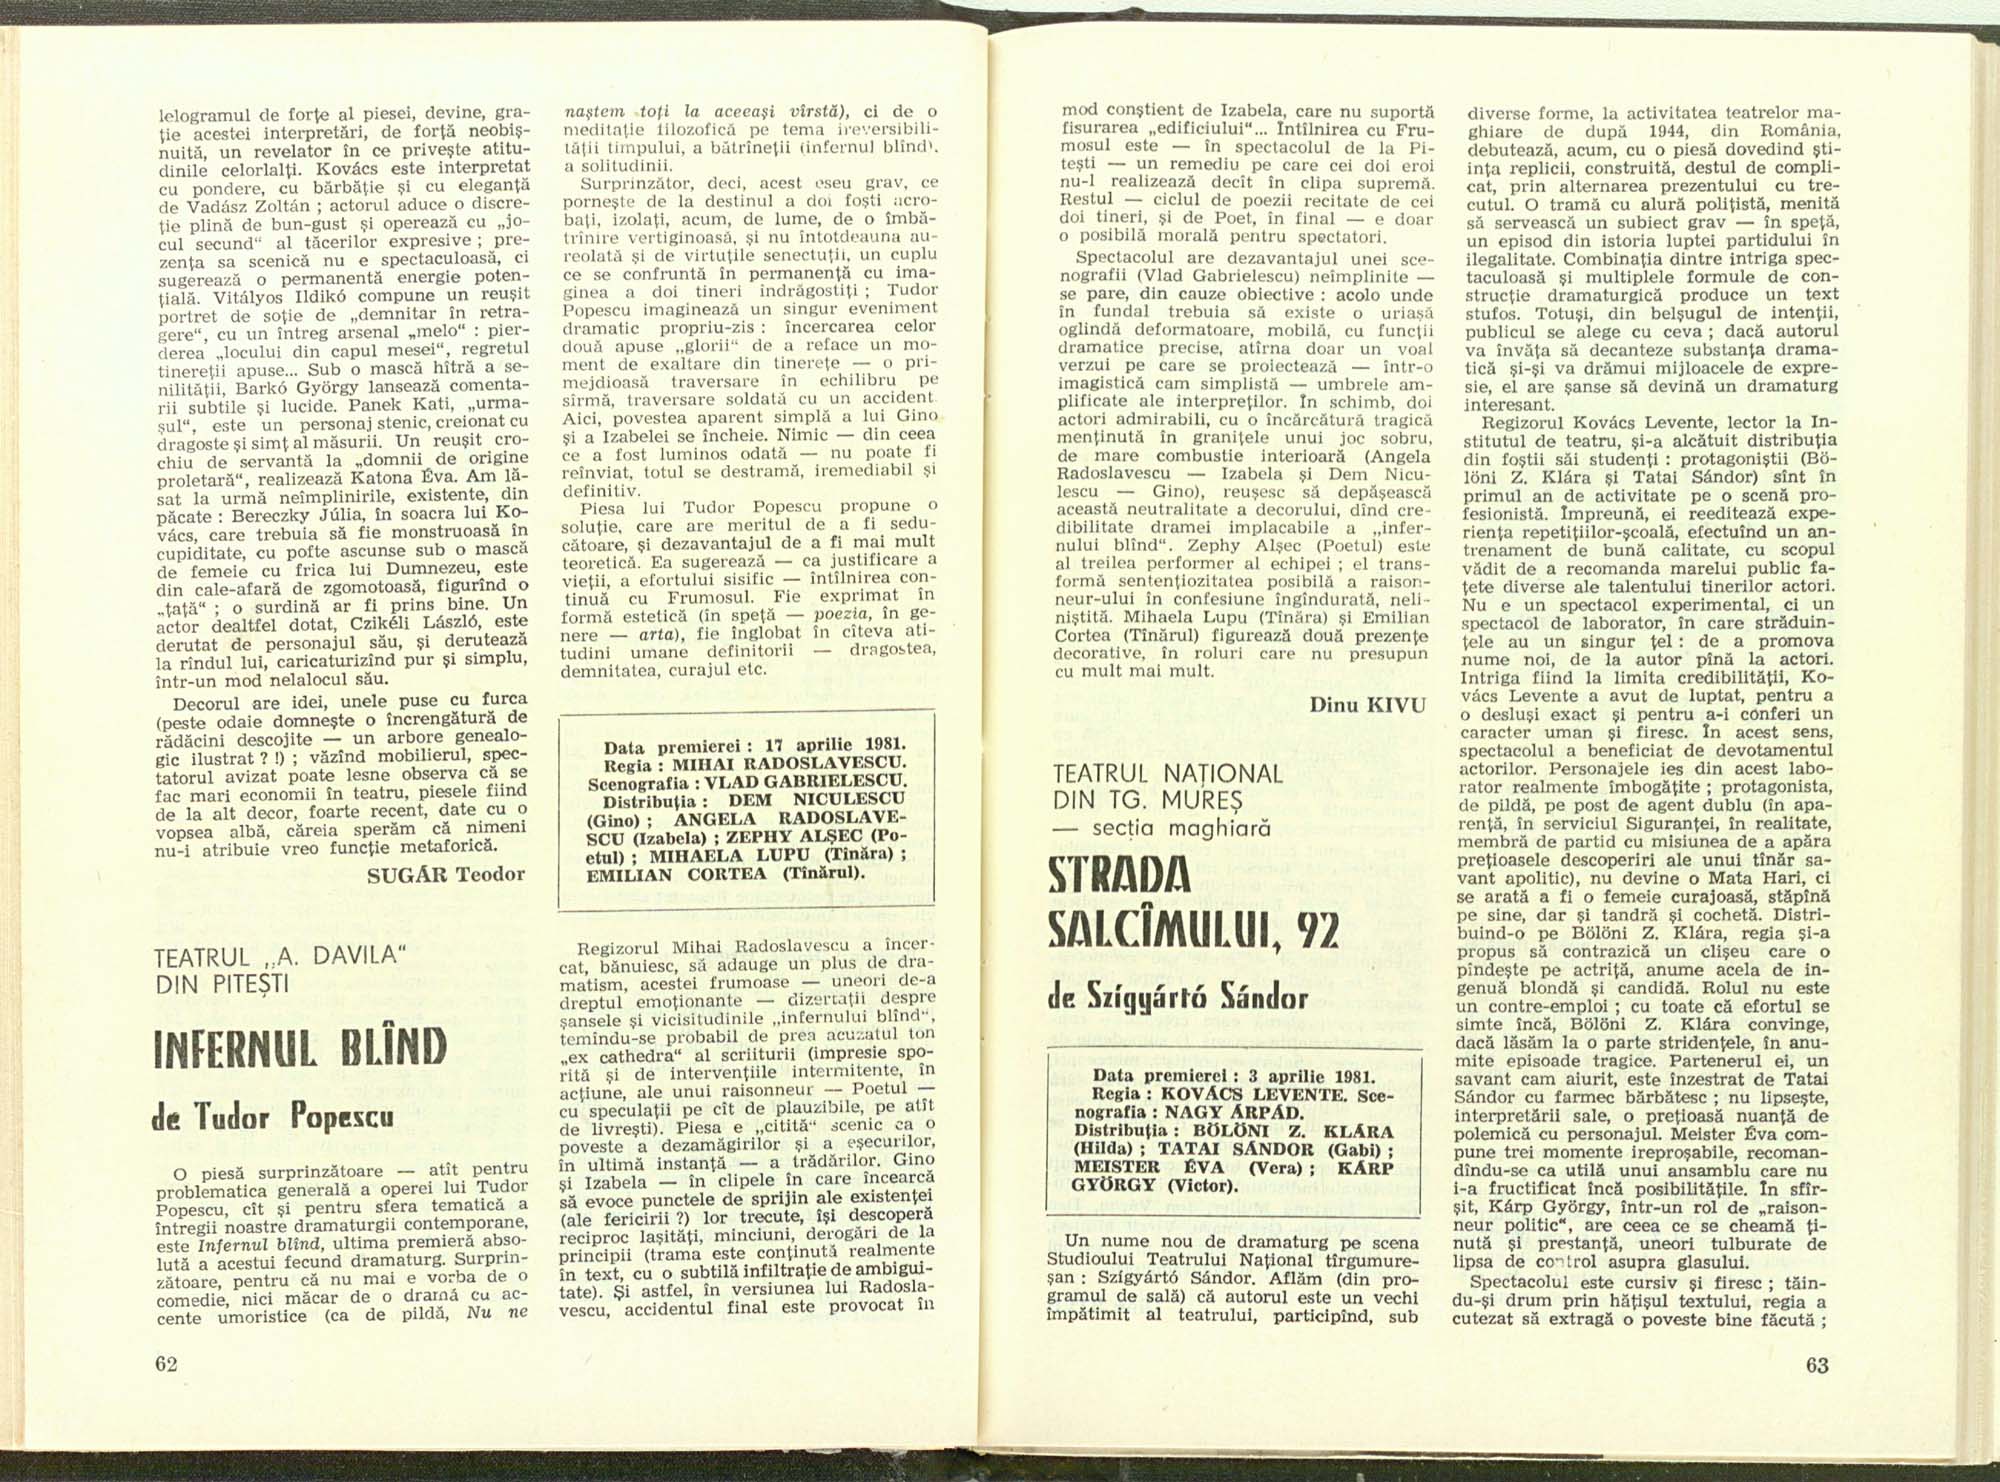 lelogramul de forțe al piesei, devine, gra-
ție acestei interpretări, de forță neobiș-
nuită, un revelator în ce privește atitu-
dinile celorlalți. Kovács este interpretat
cu pondere, cu bărbăție și cu eleganță
de Vadász Zoltán ; actorul aduce o discre-
ție plină de bun-gust și operează cu „jo-
cul secund“ al tăcerilor expresive ; pre-
zența sa scenică nu e spectaculoasă, ci
sugerează o permanentă energie poten-
țială. Vitályos Ildikó compune un reușit
portret de soție de „demnitar în retra-
gere“, cu un întreg arsenal „melo“ : pier-
derea „locului din capul mesei“, regretul
tinereții apuse... Sub o mască hîtră a se-
nilității, Barkó György lansează comenta-
rii subtile și lucide. Panek Kati, „urma-
șul“, este un personaj stenic, creionat cu
dragoste și simț al măsurii. Un reușit cro-
chiu de servantă la „domnii de origine
proletară“, realizează Katona Éva. Am lă-
sat la urmă neîmplinirile, existente, din
păcate : Bereczky Júlia, în soacra lui Ko-
vács, care trebuia să fie monstruoasă în
cupiditate, cu pofte ascunse sub o mască
de femeie cu frica lui Dumnezeu, este
din cale-afară de zgomotoasă, figurînd o
„țață“ ; o surdină ar fi prins bine. Un
actor dealtfel dotat, Czikéli László, este
derutat de personajul său, și derutează
la rîndul lui, caricaturizînd pur și simplu,
într-un mod nelalocul său.
Decorul are idei, unele puse cu furca
(peste odaie domnește o încrengătură de
rădăcini descojite — un arbore genealo-
gic ilustrat ? !) ; văzînd mobilierul, spec-
tatorul avizat poate lesne observa că se
fac mari economii în teatru, piesele fiind
de la alt decor, foarte recent, date cu o
vopsea albă, căreia sperăm că nimeni
nu-i atribuie vreo funcție metaforică.
SUGÁR Teodor
TEATRUL „A. DAVILA“
DIN PITEȘTI
INFERNUL BLÎND
de Tudor Popescu
O piesă surprinzătoare — atît pentru
problematica generală a operei lui Tudor
Popescu, cît și pentru sfera tematică a
întregii noastre dramaturgii contemporane,
este Infernul blînd, ultima premieră abso-
lută a acestui fecund dramaturg. Surprin-
zătoare, pentru că nu mai e vorba de o
comedie, nici măcar de o dramă cu ac-
cente umoristice (ca de pildă, Nu ne
62
naștem toți la aceeași vîrstă), ci de o
meditație filozofică pe tema ireversibili-
tății timpului, a bătrîneții (infernul blînd),
a solitudinii.
Surprinzător, deci, acest eseu grav, ce
pornește de la destinul a doi foști acro-
bați, izolați, acum, de lume, de o îmbă-
trînire vertiginoasă, și nu întotdeauna au-
reolată și de virtuțile senectuții, un cuplu
ce se confruntă în permanență cu ima-
ginea a doi tineri îndrăgostiți ; Tudor
Popescu imaginează un singur eveniment
dramatic propriu-zis : încercarea celor
două apuse „glorii“ de a reface un mo-
ment de exaltare din tinerețe — o pri-
mejdioasă traversare în echilibru pe
sîrmă, traversare soldată cu un accident.
Aici, povestea aparent simplă a lui Gino
și a Izabelei se încheie. Nimic — din ceea
ce a fost luminos odată — nu poate fi
reînviat, totul se destramă, iremediabil și
definitiv.
Piesa lui Tudor Popescu propune o
soluție, care are meritul de a fi sedu-
cătoare, și dezavantajul de a fi mai mult
teoretică. Ea sugerează — ca justificare a
vieții, a efortului sisific — întîlnirea con-
tinuă cu Frumosul. Fie exprimat în
formă estetică (în speță — poezia, în ge-
nere — arta), fie înglobat în cîteva ati-
tudini umane definitorii — dragostea,
demnitatea, curajul etc.
Data premierei : 17 aprilie 1981.
Regia : MIHAI RADOSLAVESCU.
Scenografia : VLAD GABRIELESCU.
Distribuția : DEM NICULESCU
(Gino) ; ANGELA RADOSLAVE-
SCU (Izabela) ; ZEPHY ALȘEC (Po-
etul) ; MIHAELA LUPU (Tînăra) ;
EMILIAN CORTEA (Tînărul).
Regizorul Mihai Radoslavescu a încer-
cat, bănuiesc, să adauge un plus de dra-
matism, acestei frumoase — uneori de-a
dreptul emoționante — dizertații despre
șansele și vicisitudinile „infernului blînd“,
temîndu-se probabil de prea acuzatul ton
„ex cathedra“ al scriiturii (impresie spo-
rită și de intervențiile intermitente, în
acțiune, ale unui raisonneur — Poetul —
cu speculații pe cît de plauzibile, pe atît
de livrești). Piesa e „citită“ scenic ca o
poveste a dezamăgirilor și a eșecurilor,
în ultimă instanță — a trădărilor. Gino
și Izabela — în clipele în care încearcă
să evoce punctele de sprijin ale existenței
(ale fericirii ?) lor trecute, își descoperă
reciproc lașități, minciuni, derogări de la
principii (trama este conținută realmente
în text, cu o subtilă infiltrație de ambigui-
tate). Și astfel, în versiunea lui Radosla-
vescu, accidentul final este provocat în
mod conștient de Izabela, care nu suportă
fisurarea „edificiului“... Întîlnirea cu Fru-
mosul este — în spectacolul de la Pi-
tești — un remediu pe care cei doi eroi
nu-l realizează decît în clipa supremă.
Restul — ciclul de poezii recitate de cei
doi tineri, și de Poet, în final — e doar
o posibilă morală pentru spectatori.
Spectacolul are dezavantajul unei sce-
nografii (Vlad Gabrielescu) neîmplinite —
se pare, din cauze obiective : acolo unde
în fundal trebuia să existe o uriașă
oglindă deformatoare, mobilă, cu funcții
dramatice precise, atîrna doar un voal
verzui pe care se proiectează — într-o
imagistică cam simplistă — umbrele am-
plificate ale interpreților. În schimb, doi
actori admirabili, cu o încărcătură tragică
menținută în granițele unui joc sobru,
de mare combustie interioară (Angela
Radoslavescu — Izabela și Dem Nicu-
lescu — Gino), reușesc să depășească
această neutralitate a decorului, dînd cre-
dibilitate dramei implacabile a „infer-
nului blînd“. Zephy Alșec (Poetul) este
al treilea performer al echipei ; el trans-
formă sentențiozitatea posibilă a raison-
neur-ului în confesiune îngîndurată, neli-
niștită. Mihaela Lupu (Tînăra) și Emilian
Cortea (Tînărul) figurează două prezențe
decorative, în roluri care nu presupun
cu mult mai mult.
Dinu KIVU
TEATRUL NAȚIONAL
DIN TG. MUREȘ
— secția maghiară
STRADA
SALCÎMULUI, 92
de Szígyártó Sándor
Data premierei : 3 aprilie 1981.
Regia : KOVÁCS LEVENTE. Sce-
nografia : NAGY ÁRPÁD.
Distribuția : BÖLÖNI Z. KLÁRA
(Hilda) ; TATAI SÁNDOR (Gabi) ;
MEISTER ÉVA (Vera) ; KÁRP
GYÖRGY (Victor).
Un nume nou de dramaturg pe scena
Studioului Teatrului Național tîrgumure-
șan : Szígyártó Sándor. Aflăm (din pro-
gramul de sală) că autorul este un vechi
împătimit al teatrului, participînd, sub
diverse forme, la activitatea teatrelor ma-
ghiare de după 1944, din România,
debutează, acum, cu o piesă dovedind ști-
ința replicii, construită, destul de compli-
cat, prin alternarea prezentului cu tre-
cutul. O tramă cu alură polițistă, menită
să servească un subiect grav — în speță,
un episod din istoria luptei partidului în
ilegalitate. Combinația dintre intriga spec-
taculoasă și multiplele formule de con-
strucție dramaturgică produce un text
stufos. Totuși, din belșugul de intenții,
publicul se alege cu ceva ; dacă autorul
va învăța să decanteze substanța drama-
tică și-și va drămui mijloacele de expre-
sie, el are șanse să devină un dramaturg
interesant.
Regizorul Kovács Levente, lector la In-
stitutul de teatru, și-a alcătuit distribuția
din foștii săi studenți : protagoniștii (Bö-
löni Z. Klára și Tatai Sándor) sînt în
primul an de activitate pe o scenă pro-
fesionistă. Împreună, ei reeditează expe-
riența repetițiilor-școală, efectuînd un an-
trenament de bună calitate, cu scopul
vădit de a recomanda marelui public fa-
țete diverse ale talentului tinerilor actori.
Nu e un spectacol experimental, ci un
spectacol de laborator, în care străduin-
țele au un singur țel : de a promova
nume noi, de la autor pînă la actori.
Intriga fiind la limita credibilității, Ko-
vács Levente a avut de luptat, pentru a
o desluși exact și pentru a-i conferi un
caracter uman și firesc. În acest sens,
spectacolul a beneficiat de devotamentul
actorilor. Personajele ies din acest labo-
rator realmente îmbogățite ; protagonista,
de pildă, pe post de agent dublu (în apa-
rență, în serviciul Siguranței, în realitate,
membră de partid cu misiunea de a apăra
prețioasele descoperiri ale unui tînăr sa-
vant apolitic), nu devine o Mata Hari, ci
se arată a fi o femeie curajoasă, stăpînă
pe sine, dar și tandră și cochetă. Distri-
buind-o pe Bölöni Z. Klára, regia și-a
propus să contrazică un clișeu care o
pîndește pe actriță, anume acela de in-
genuă blondă și candidă. Rolul nu este
un contre-emploi ; cu toate că efortul se
simte încă, Bölöni Z. Klára convinge,
dacă lăsăm la o parte stridențele, în anu-
mite episoade tragice. Partenerul ei, un
savant cam aiurit, este înzestrat de Tatai
Sándor cu farmec bărbătesc ; nu lipsește,
interpretării sale, o prețioasă nuanță de
polemică cu personajul. Meister Éva com-
pune trei momente ireproșabile, recoman-
dîndu-se ca utilă unui ansamblu care nu
i-a fructificat încă posibilitățile. În sfîr-
șit, Kárp György, într-un rol de „raison-
neur politic“, are ceea ce se cheamă ți-
nută și prestanță, uneori tulburate de
lipsa de control asupra glasului.
Spectacolul este cursiv și firesc ; tăin-
du-și drum prin hățișul textului, regia a
cutezat să extragă o poveste bine făcută ;
63